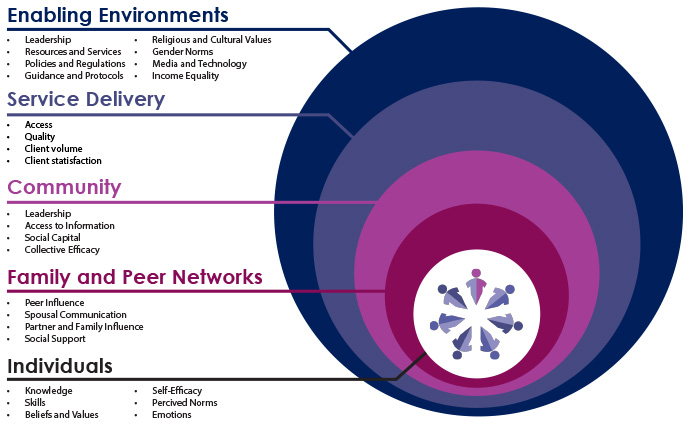 Enabling Environments
• Leadership
• Resources and Services
• Policies and Regulations
• Guidance and Protocols
• Religious and Cultural Values
• Gender Norms
• Media and Technology
• Income Equality
Service Delivery
• Access
• Quality
• Client volume
• Client statisfaction
Community
• Leadership
• Access to Information
• Social Capital
• Collective Efficacy
Family and Peer Networks
• Peer Influence
• Spousal Communication
• Partner and Family Influence
• Social Support
Individuals
• Knowledge
• Skills
• Beliefs and Values
• Self-Efficacy
• Percived Norms
• Emotions